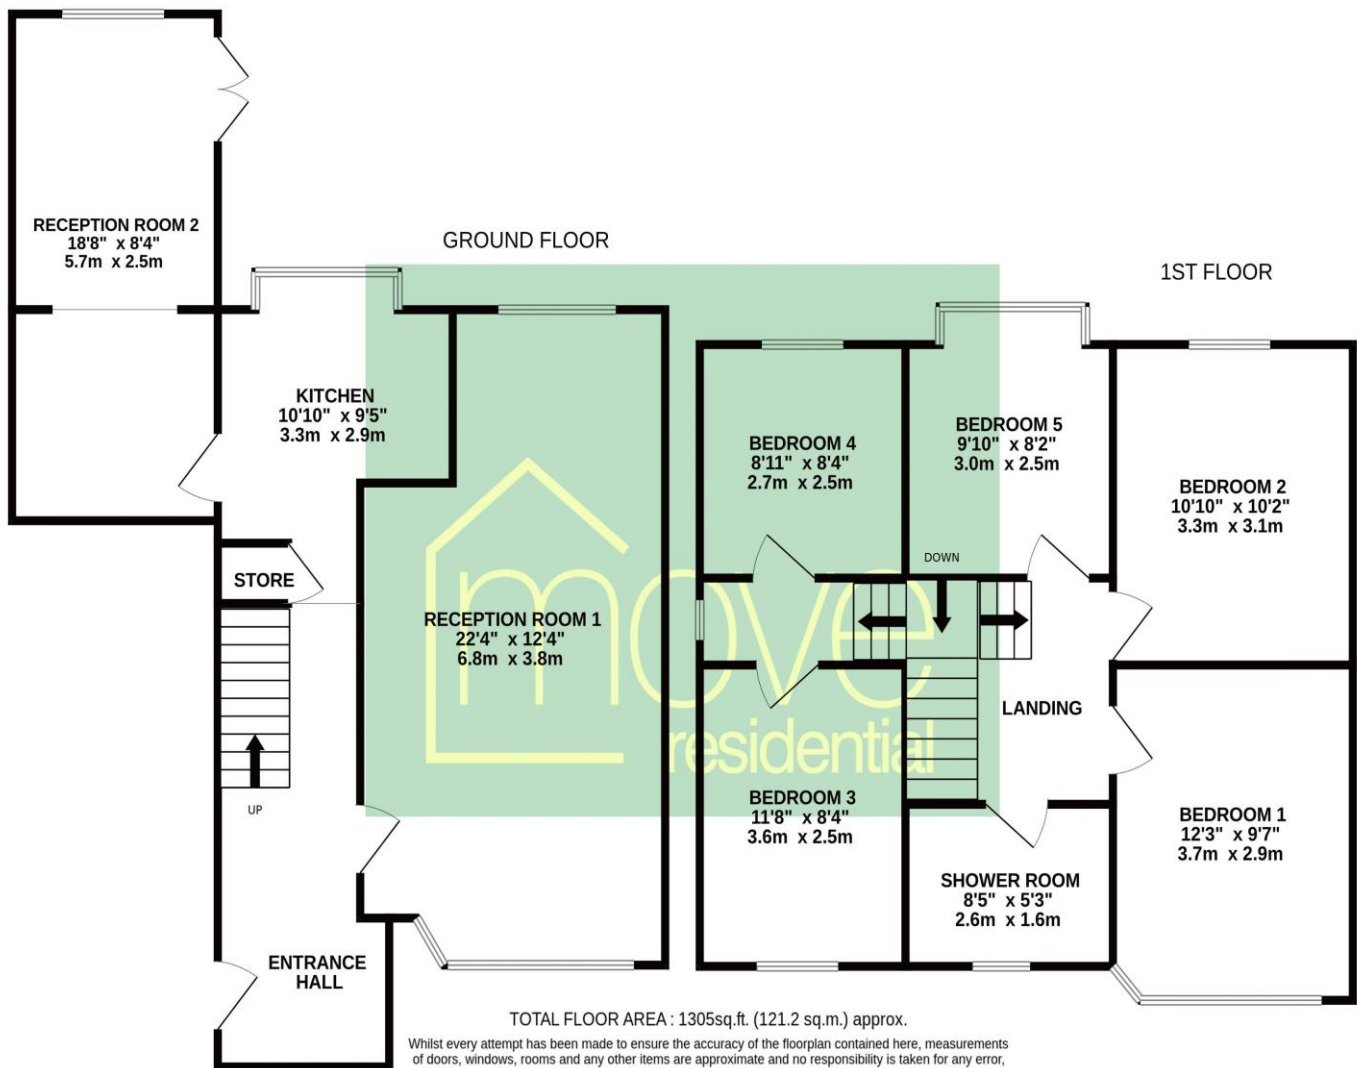 RECEPTION ROOM 2
18'8" x 8'4"
5.7m x 2.5m
GROUND FLOOR
KITCHEN
10'10" x 9'5"
3.3m x 2.9m
STORE
RECEPTION ROOM 1
22'4" x 12'4"
6.8m x 3.8m
UP
ENTRANCE
HALL
1ST FLOOR
BEDROOM 4
8'11" x 8'4"
2.7m x 2.5m
BEDROOM 5
9'10" x 8'2"
3.0m x 2.5m
BEDROOM 2
10'10" x 10'2"
3.3m x 3.1m
DOWN
LANDING
BEDROOM 3
11'8" x 8'4"
3.6m x 2.5m
SHOWER ROOM
8'5" x 5'3"
2.6m x 1.6m
BEDROOM 1
12'3" x 9'7"
3.7m x 2.9m
move
residential
TOTAL FLOOR AREA : 1305sq.ft. (121.2 sq.m.) approx.
Whilst every attempt has been made to ensure the accuracy of the floorplan contained here, measurements
of doors, windows, rooms and any other items are approximate and no responsibility is taken for any error,